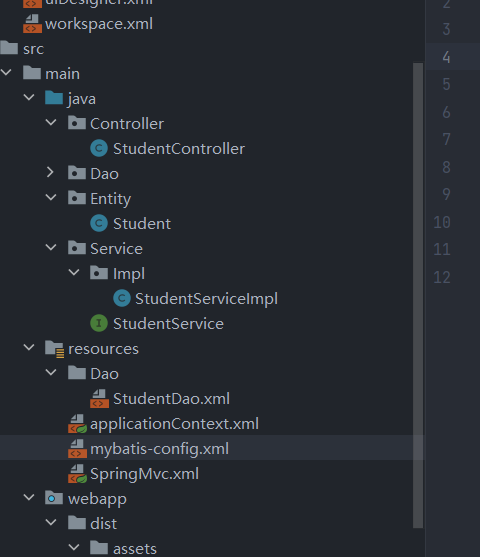 uiDesigner.xml
workspace.xml
src
main
java
Controller
StudentController
Dao
Entity
Student
Service
Impl
StudentServiceImpl
StudentService
resources
Dao
StudentDao.xml
applicationContext.xml
mybatis-config.xml
SpringMvc.xml
webapp
dist
assets
2
3
4
5
6
7
8
9
10
11
12